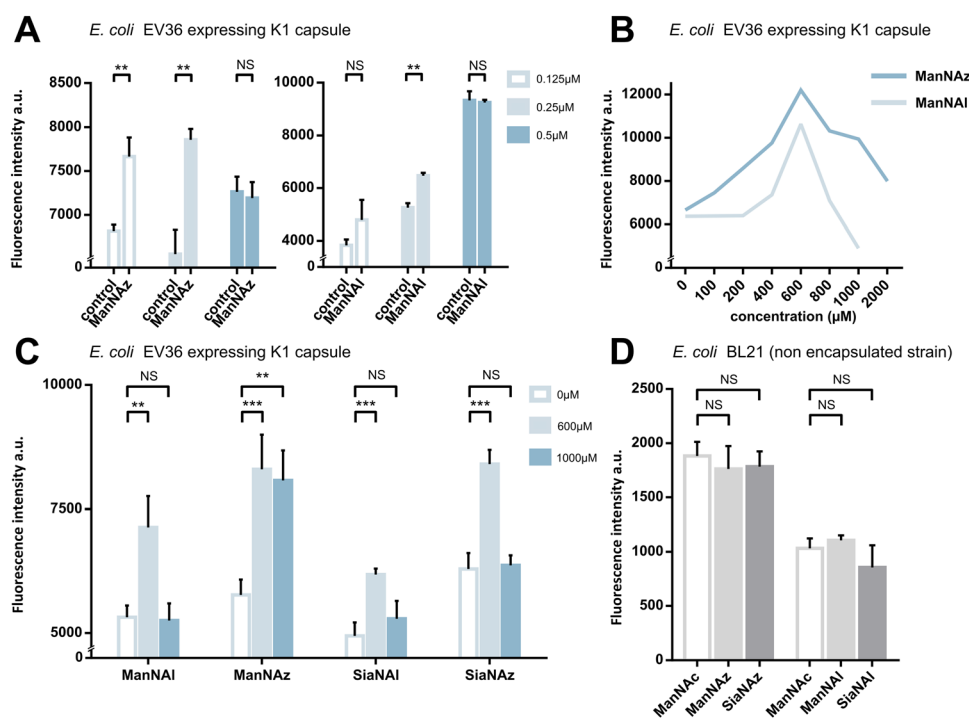 A
E. coli EV36 expressing K1 capsule
Fluorescence intensity a.u.
8500
8000
7500
7000
0
**
**
NS
control
ManNAz
control
ManNAz
control
ManNAz
10000
8000
6000
4000
0
NS
**
NS
control
ManNAl
control
ManNAl
control
ManNAl
0.125µM
0.25µM
0.5µM
B
E. coli EV36 expressing K1 capsule
Fluorescence intensity a.u.
12000
10000
8000
6000
0
ManNAz
ManNAl
0
100
200
400
600
800
1000
2000
concentration (µM)
C
E. coli EV36 expressing K1 capsule
Fluorescence intensity a.u.
10000
7500
5000
0
NS
**
**
***
NS
***
NS
***
0µM
600µM
1000µM
ManNAl
ManNAz
SiaNAl
SiaNAz
D
E. coli BL21 (non encapsulated strain)
Fluorescence intensity a.u.
2500
2000
1500
1000
500
0
NS
NS
NS
NS
ManNAc
ManNAz
SiaNAz
ManNAc
ManNAl
SiaNAl